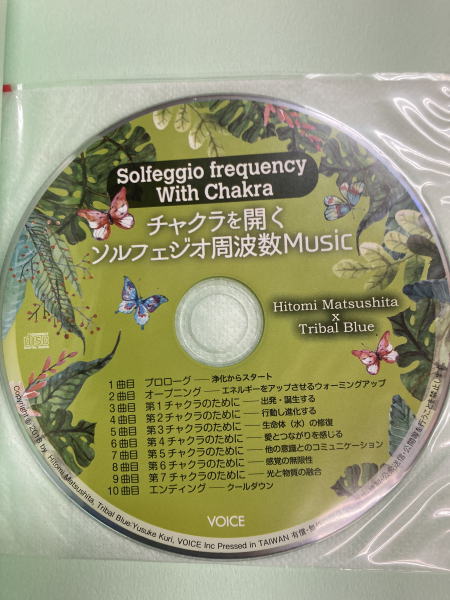 Solfeggio frequency
With Chakra
チャクラを開く
ソルフェジオ周波数Music
Hitomi Matsushita
x
Tribal Blue
1曲目 プロローグ ── 浄化からスタート
2曲目 オープニング ── エネルギーをアップさせるウォーミングアップ
3曲目 第1チャクラのために ── 出発・誕生する
4曲目 第2チャクラのために ── 行動し進化する
5曲目 第3チャクラのために ── 生命体（水）の修復
6曲目 第4チャクラのために ── 愛とつながりを感じる
7曲目 第5チャクラのために ── 他の意識とのコミュニケーション
8曲目 第6チャクラのために ── 感覚の無限性
9曲目 第7チャクラのために ── 光と物質の融合
10曲目 エンディング ── クールダウン
VOICE
Hitomi Matsushita, Tribal Blue:Yusuke Kuri, VOICE Inc Pressed in TAIWAN